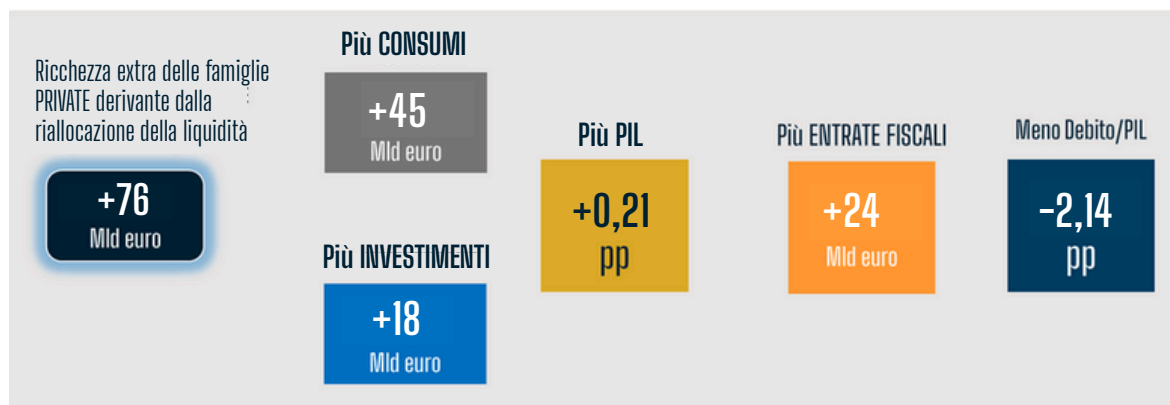 Ricchezza extra delle famiglie
PRIVATE derivante dalla
riallocazione della liquidità
+76
Mld euro
Più CONSUMI
+45
Mld euro
Più INVESTIMENTI
+18
Mld euro
Più PIL
+0,21
pp
Più ENTRATE FISCALI
+24
Mld euro
Meno Debito/PIL
-2,14
pp